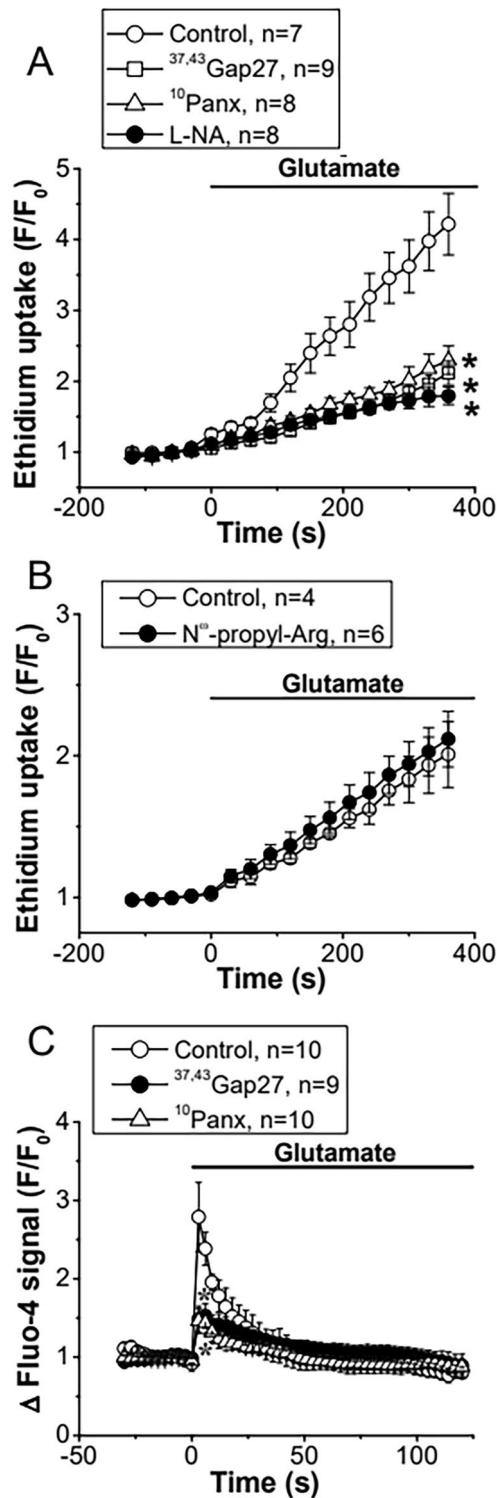 A
Control, n=7
37,43Gap27, n=9
10Panx, n=8
L-NA, n=8
Glutamate
Ethidium uptake (F/F0)
5
4
3
2
1
*
*
*
-200 0 200 400
Time (s)
B
Control, n=4
Nω-propyl-Arg, n=6
Glutamate
Ethidium uptake (F/F0)
3
2
1
-200 0 200 400
Time (s)
C
Control, n=10
37,43Gap27, n=9
10Panx, n=10
Glutamate
Δ Fluo-4 signal (F/F0)
4
3
2
1
0
*
*
-50 0 50 100
Time (s)